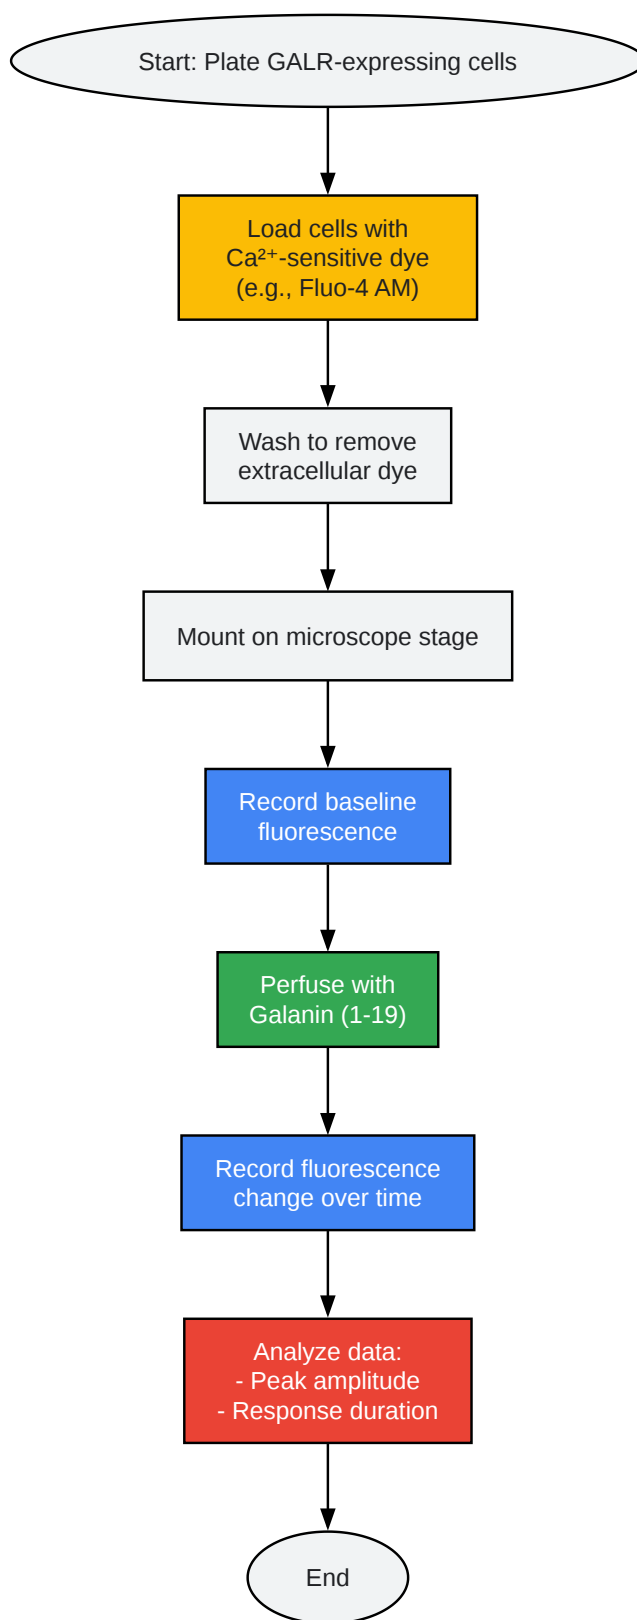 Start: Plate GALR-expressing cells
Load cells with
Ca²⁺-sensitive dye
(e.g., Fluo-4 AM)
Wash to remove
extracellular dye
Mount on microscope stage
Record baseline
fluorescence
Perfuse with
Galanin (1-19)
Record fluorescence
change over time
Analyze data:
- Peak amplitude
- Response duration
End